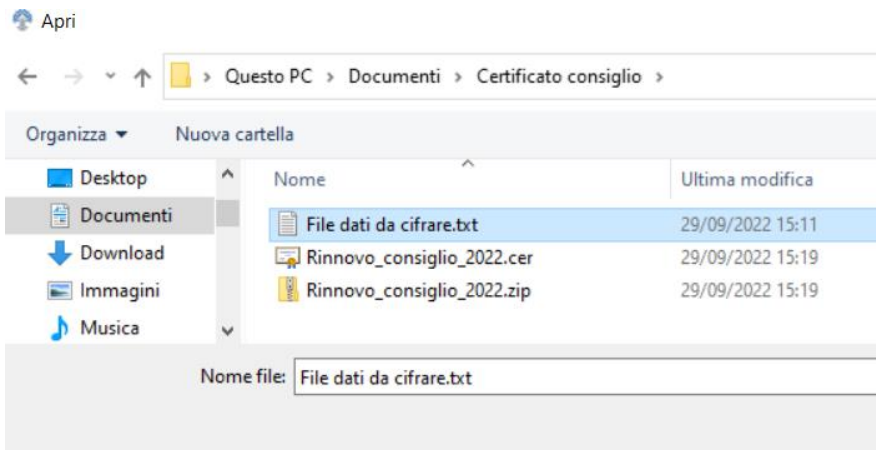 Apri
Questo PC > Documenti > Certificato consiglio >
Organizza Nuova cartella
Desktop
Nome Ultima modifica
Documenti
File dati da cifrare.txt 29/09/2022 15:11
Download
Rinnovo_consiglio_2022.cer 29/09/2022 15:19
Immagini
Rinnovo_consiglio_2022.zip 29/09/2022 15:19
Musica
Nome file: File dati da cifrare.txt